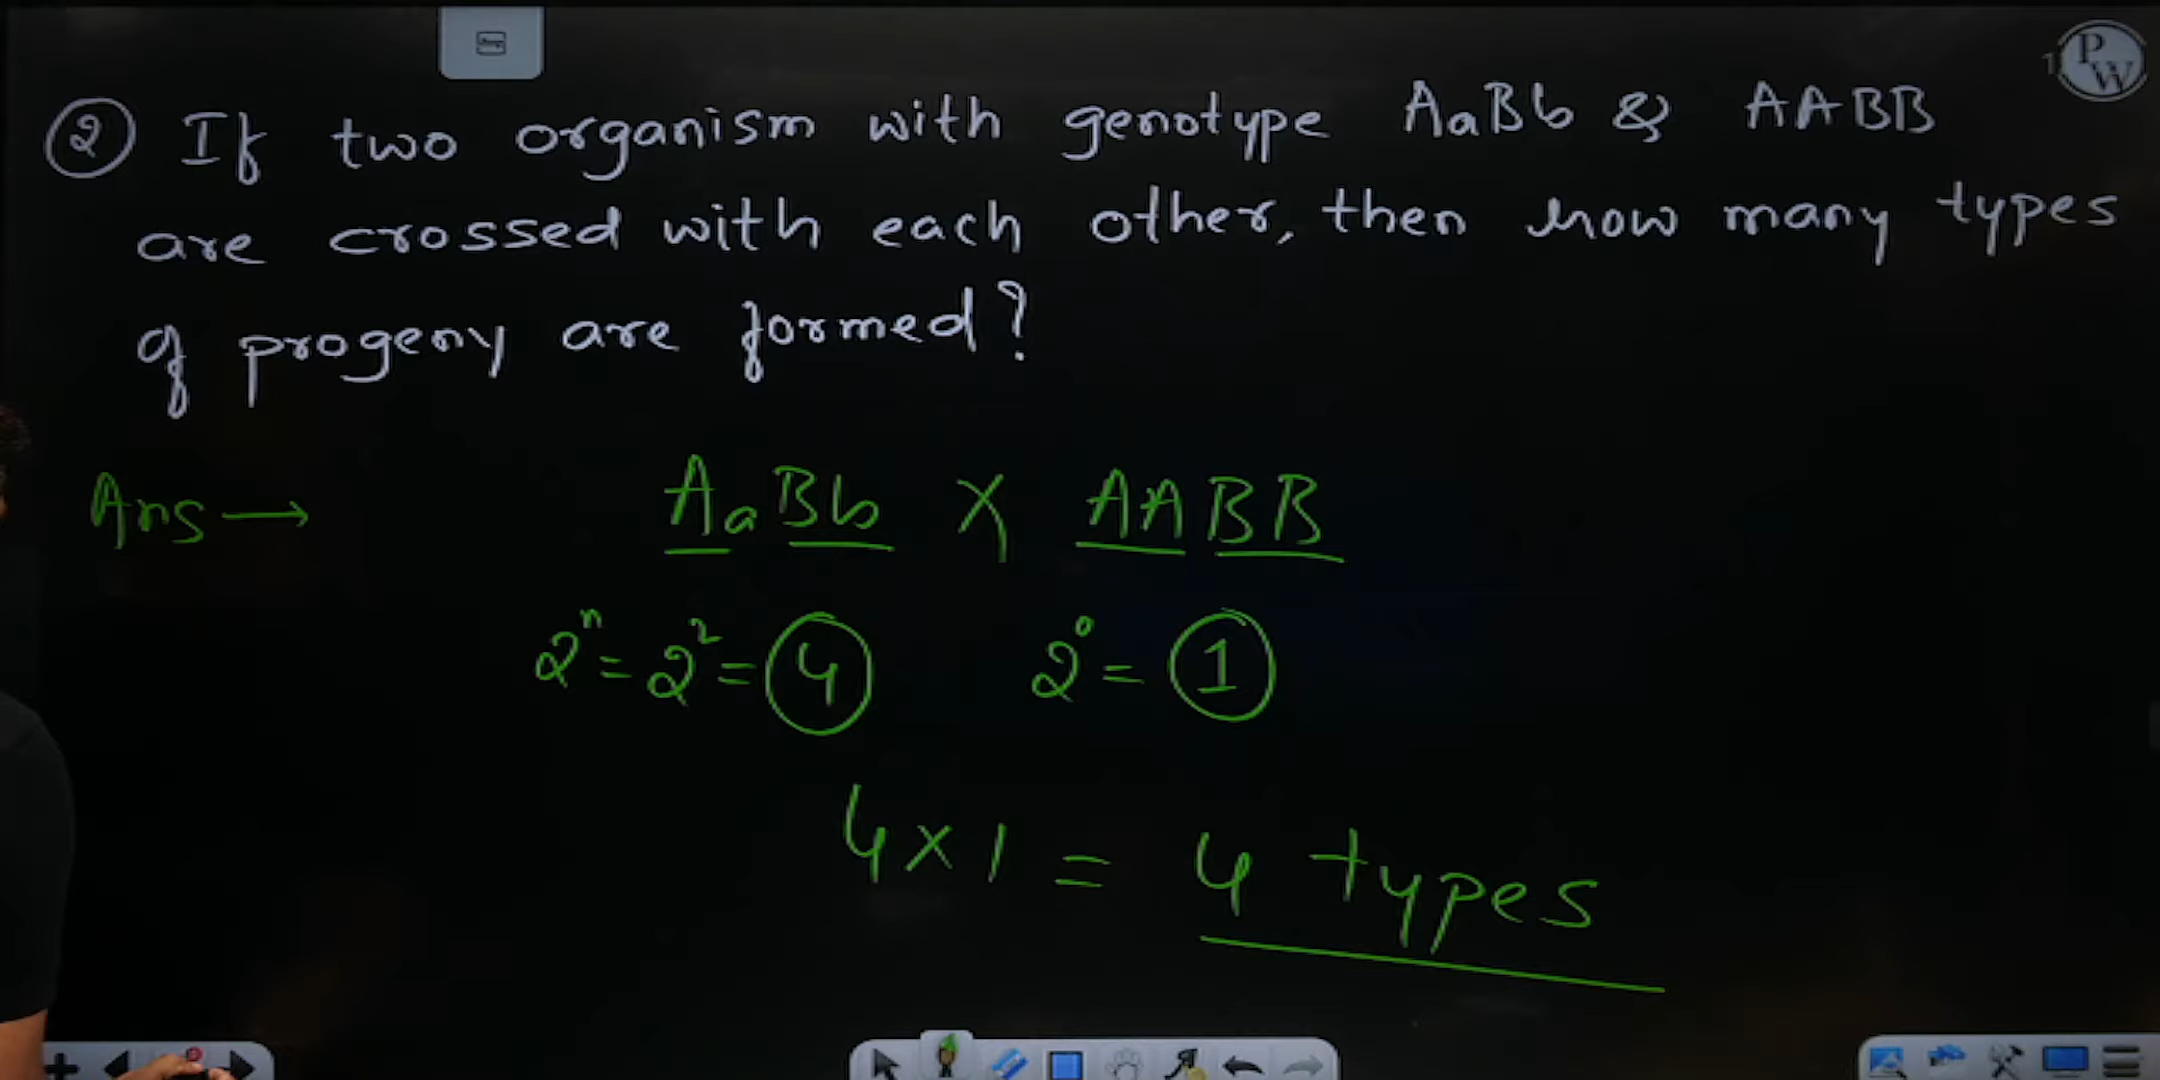 PW
② If two organism with genotype AaBb & AABB
are crossed with each other, then how many types
of progeny are formed?
Ans → AaBb X AABB
2ⁿ = 2² = 4 2⁰ = 1
4 × 1 = 4 types